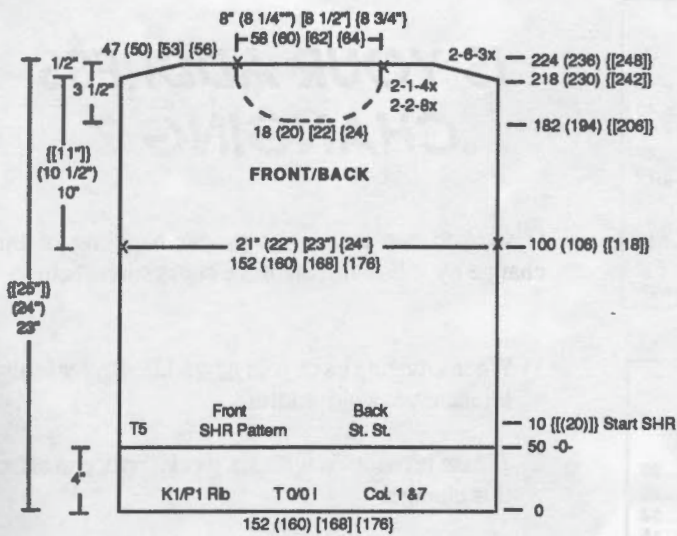 8" (8 1/4"") [8 1/2"] {8 3/4"}
58 (60) [62] {64}
47 (50) [53] {56}
2-6-3x
224 (236) {[248]}
1/2"
218 (230) {[242]}
3 1/2"
2-1-4x
2-2-8x
18 (20) [22] {24}
182 (194) {[206]}
{[11"]}
(10 1/2")
10"
FRONT/BACK
21" (22") [23"] {24"}
152 (160) [168] {176}
100 (106) {[118]}
{[25"]}
(24")
23"
Front
Back
T5
SHR Pattern
St. St.
10 {[(20)]} Start SHR
50 -0-
4"
K1/P1 Rib
T 0/0 I
Col. 1 &7
0
152 (160) [168] {176}